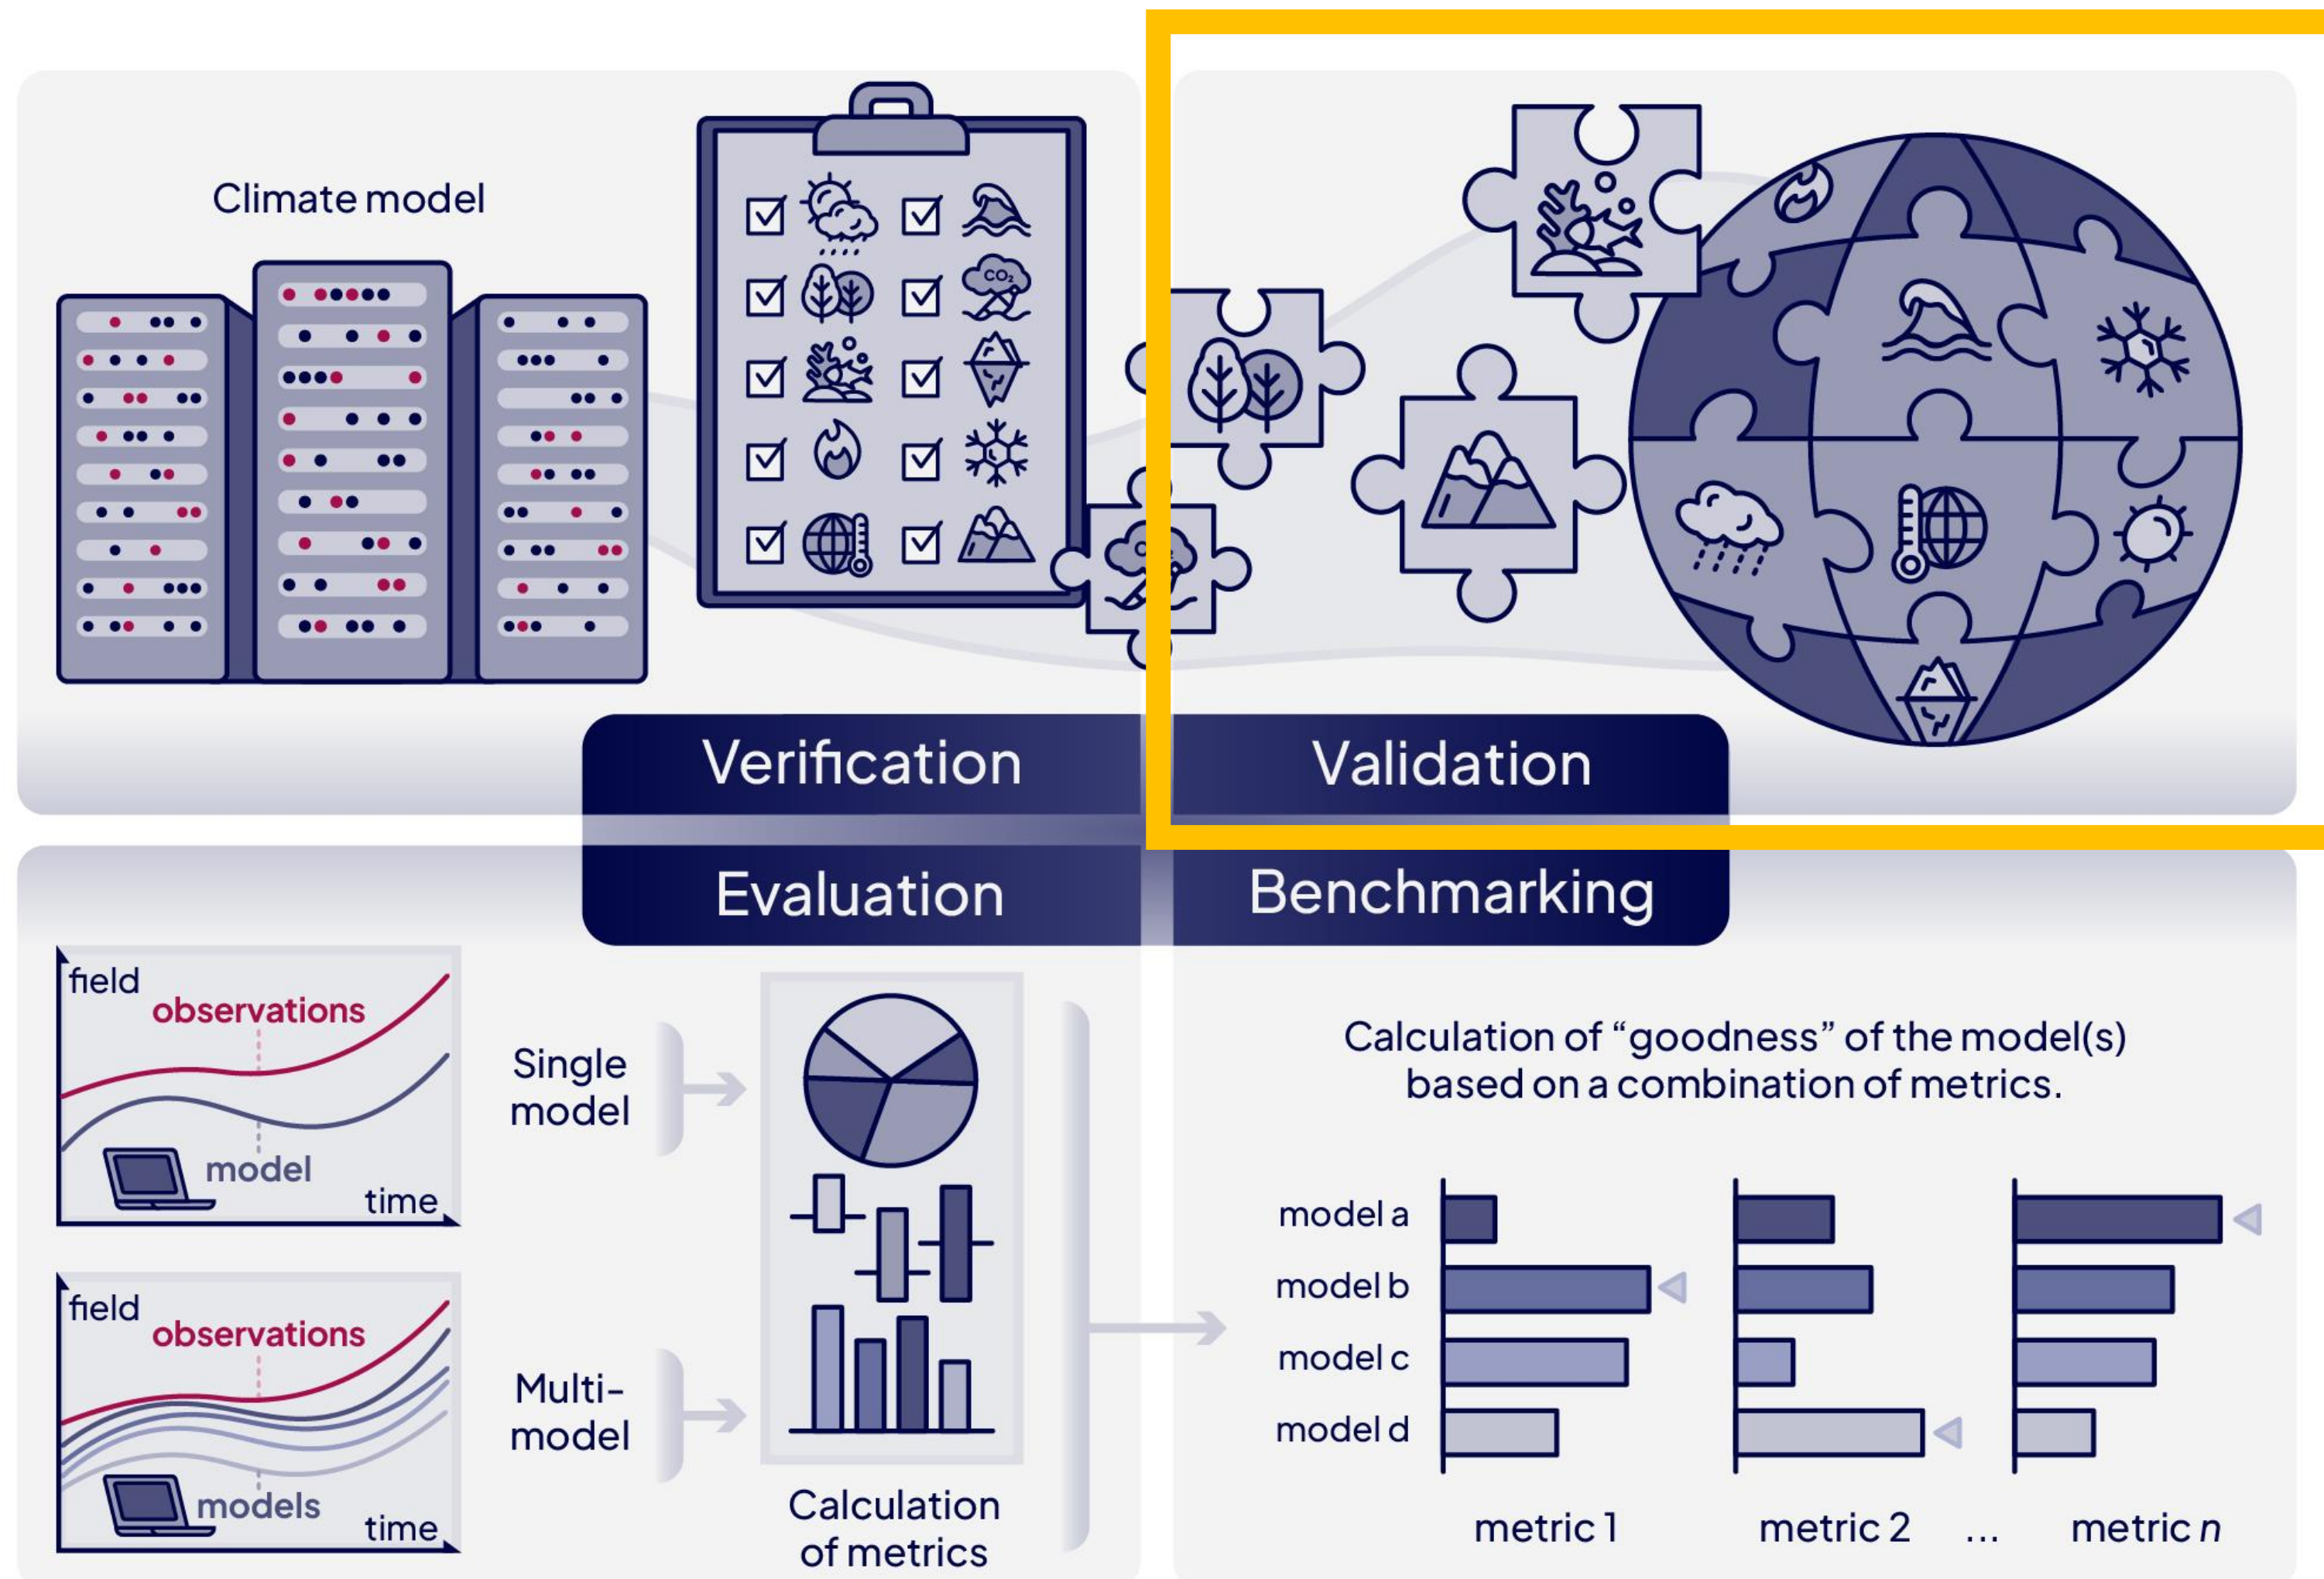 Climate model
CO₂
Verification
Validation
Evaluation
Benchmarking
field
observations
model
time
Single
model
field
observations
models
time
Multi-
model
Calculation
of metrics
Calculation of “goodness” of the model(s)
based on a combination of metrics.
model a
model b
model c
model d
metric 1
metric 2
...
metric n